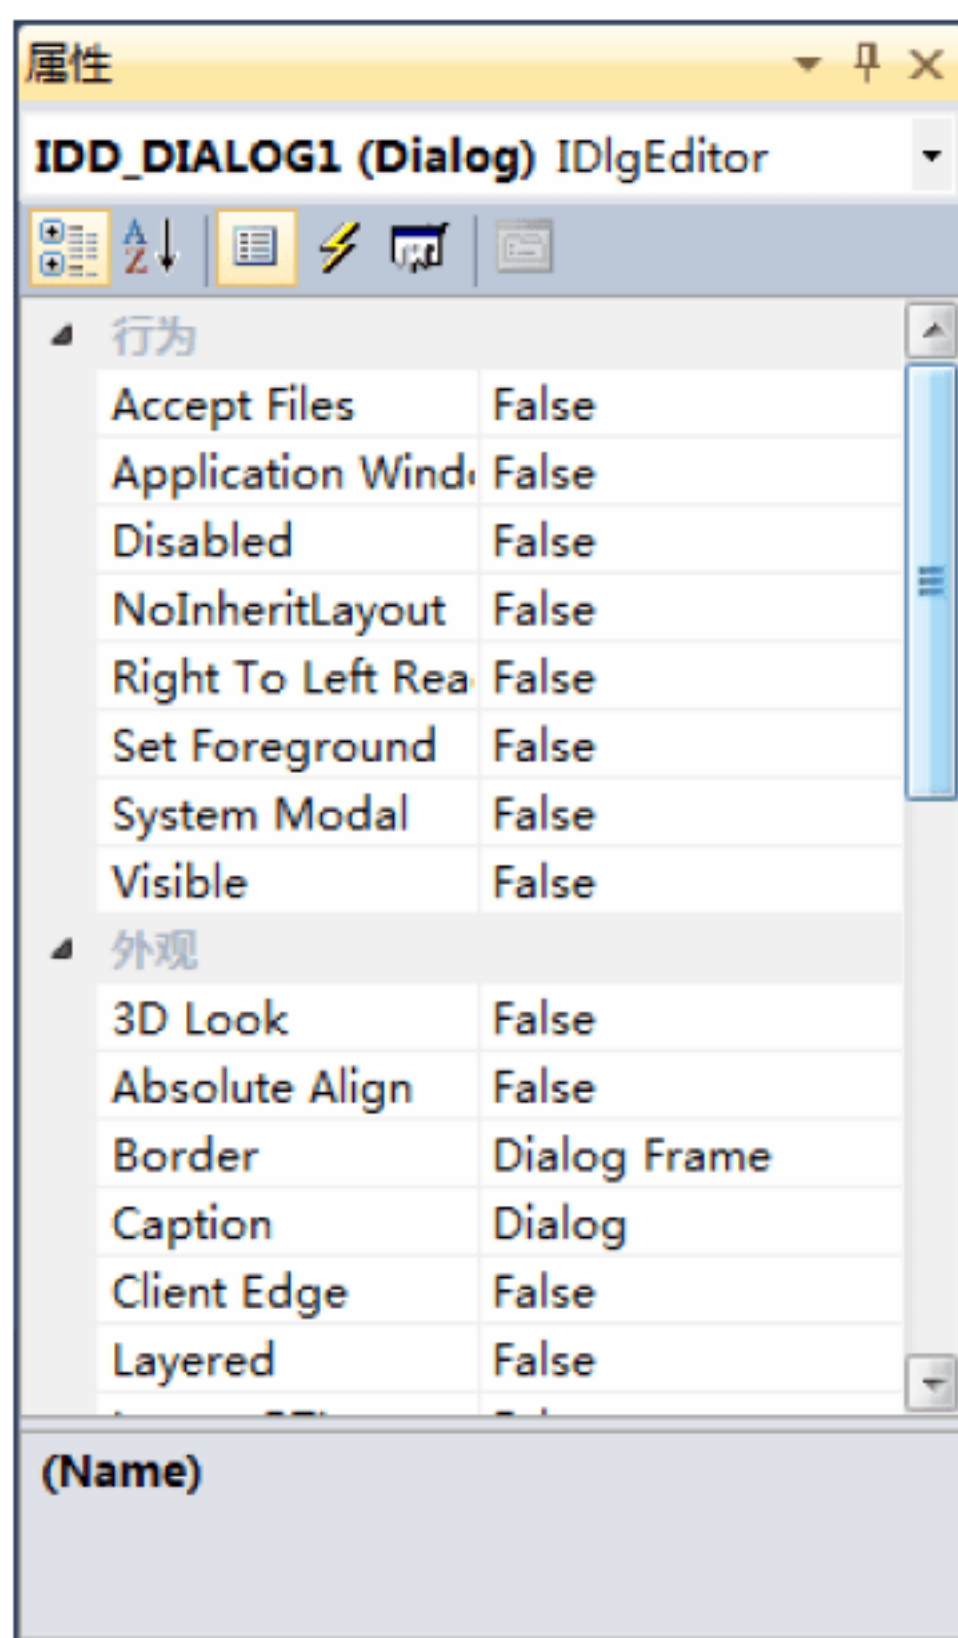 属性
IDD_DIALOG1 (Dialog) IDlgEditor
行为
Accept Files False
Application Wind False
Disabled False
NoInheritLayout False
Right To Left Rea False
Set Foreground False
System Modal False
Visible False
外观
3D Look False
Absolute Align False
Border Dialog Frame
Caption Dialog
Client Edge False
Layered False
(Name)